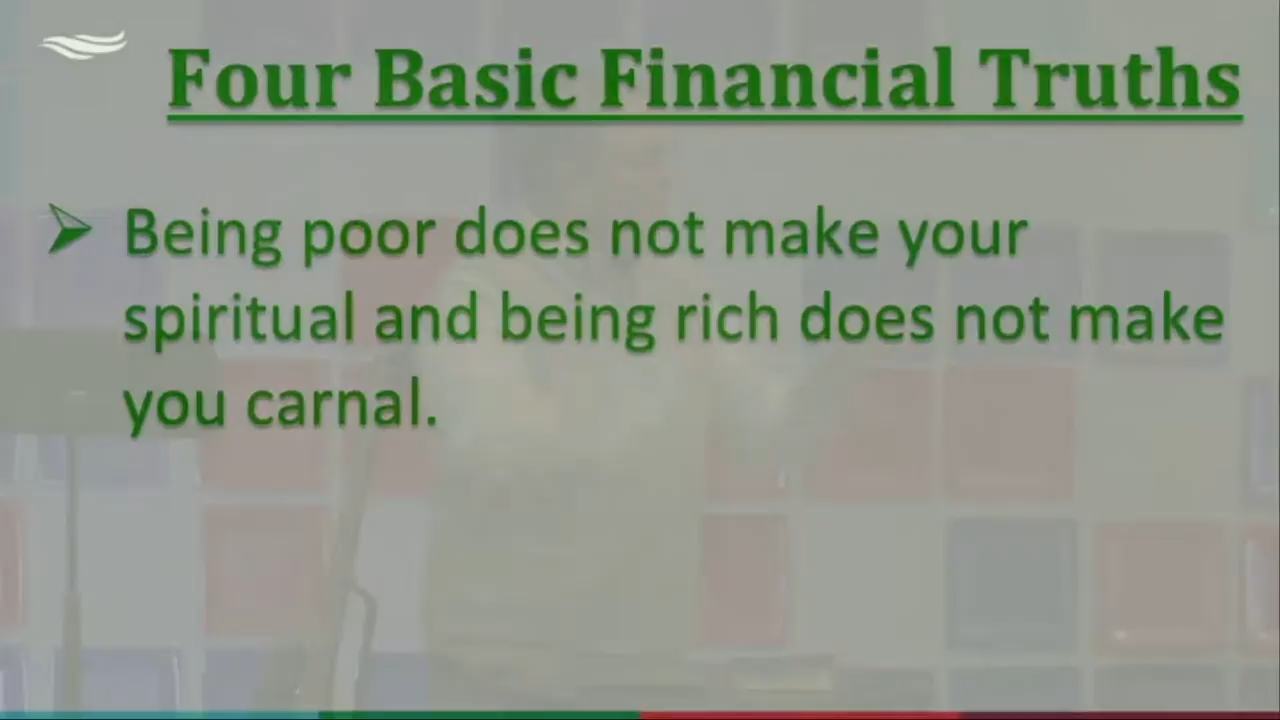 Four Basic Financial Truths
Being poor does not make your
spiritual and being rich does not make
you carnal.